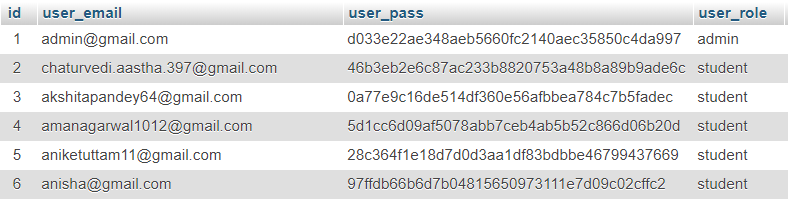 id user_email user_pass user_role
1 admin@gmail.com d033e22ae348aeb5660fc2140aec35850c4da997 admin
2 chaturvedi.aastha.397@gmail.com 46b3eb2e6c87ac233b8820753a48b8a89b9ade6c student
3 akshitapandey64@gmail.com 0a77e9c16de514df360e56afbbea784c7b5fadec student
4 amanagarwal1012@gmail.com 5d1cc6d09af5078abb7ceb4ab5b52c866d06b20d student
5 aniketuttam11@gmail.com 28c364f1e18d7d0d3aa1df83bdbbe46799437669 student
6 anisha@gmail.com 97ffdb66b6d7b04815650973111e7d09c02cffc2 student